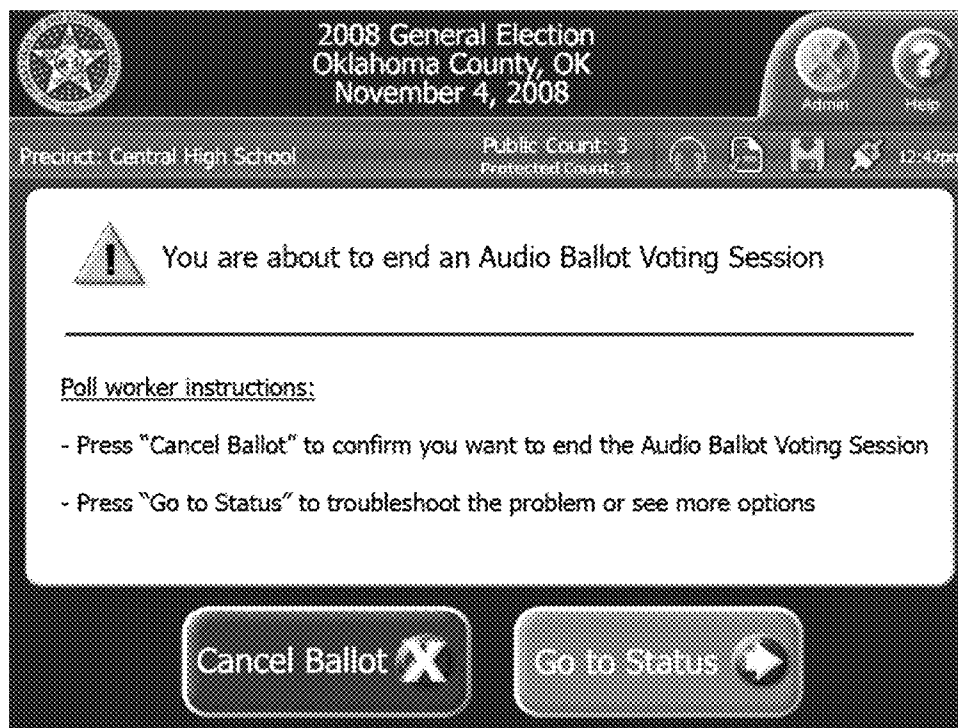 2008 General Election
Oklahoma County, OK
November 4, 2008
Admin
Help
Precinct: Central High School
Public Count: 3
Protected Count: 3
12:42pm
!
You are about to end an Audio Ballot Voting Session
Poll worker instructions:
- Press "Cancel Ballot" to confirm you want to end the Audio Ballot Voting Session
- Press "Go to Status" to troubleshoot the problem or see more options
Cancel Ballot X
Go to Status